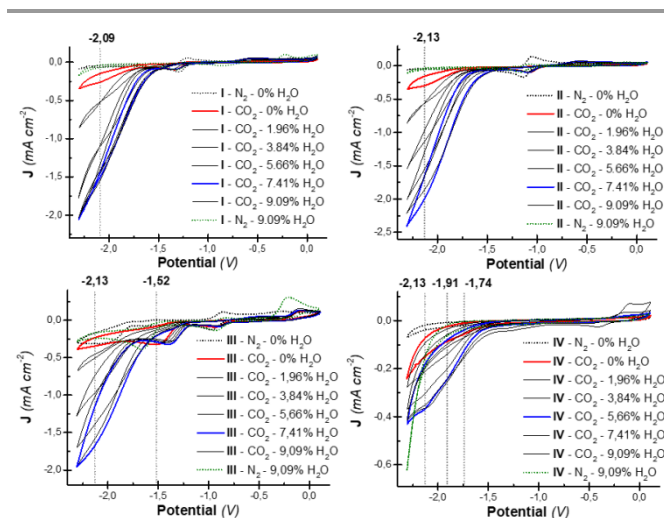 -2,09
0,0
-0,5
-1,0
-1,5
-2,0
J (mA cm⁻²)
I - N₂ - 0% H₂O
I - CO₂ - 0% H₂O
I - CO₂ - 1.96% H₂O
I - CO₂ - 3.84% H₂O
I - CO₂ - 5.66% H₂O
I - CO₂ - 7.41% H₂O
I - CO₂ - 9.09% H₂O
I - N₂ - 9.09% H₂O
-2,0 -1,5 -1,0 -0,5 0,0
Potential (V)
-2,13
0,0
-0,5
-1,0
-1,5
-2,0
-2,5
J (mA cm⁻²)
II - N₂ - 0% H₂O
II - CO₂ - 0% H₂O
II - CO₂ - 1.96% H₂O
II - CO₂ - 3.84% H₂O
II - CO₂ - 5.66% H₂O
II - CO₂ - 7.41% H₂O
II - CO₂ - 9.09% H₂O
II - N₂ - 9.09% H₂O
-2,0 -1,5 -1,0 -0,5 0,0
Potential (V)
-2,13 -1,52
0,0
-0,5
-1,0
-1,5
-2,0
J (mA cm⁻²)
III - N₂ - 0% H₂O
III - CO₂ - 0% H₂O
III - CO₂ - 1,96% H₂O
III - CO₂ - 3,84% H₂O
III - CO₂ - 5,66% H₂O
III - CO₂ - 7,41% H₂O
III - CO₂ - 9,09% H₂O
III - N₂ - 9,09% H₂O
-2,0 -1,5 -1,0 -0,5 0,0
Potential (V)
-2,13 -1,91 -1,74
0,0
-0,2
-0,4
-0,6
J (mA cm⁻²)
IV - N₂ - 0% H₂O
IV - CO₂ - 0% H₂O
IV - CO₂ - 1,96% H₂O
IV - CO₂ - 3,84% H₂O
IV - CO₂ - 5,66% H₂O
IV - CO₂ - 7,41% H₂O
IV - CO₂ - 9,09% H₂O
IV - N₂ - 9,09% H₂O
-2,0 -1,5 -1,0 -0,5 0,0
Potential (V)